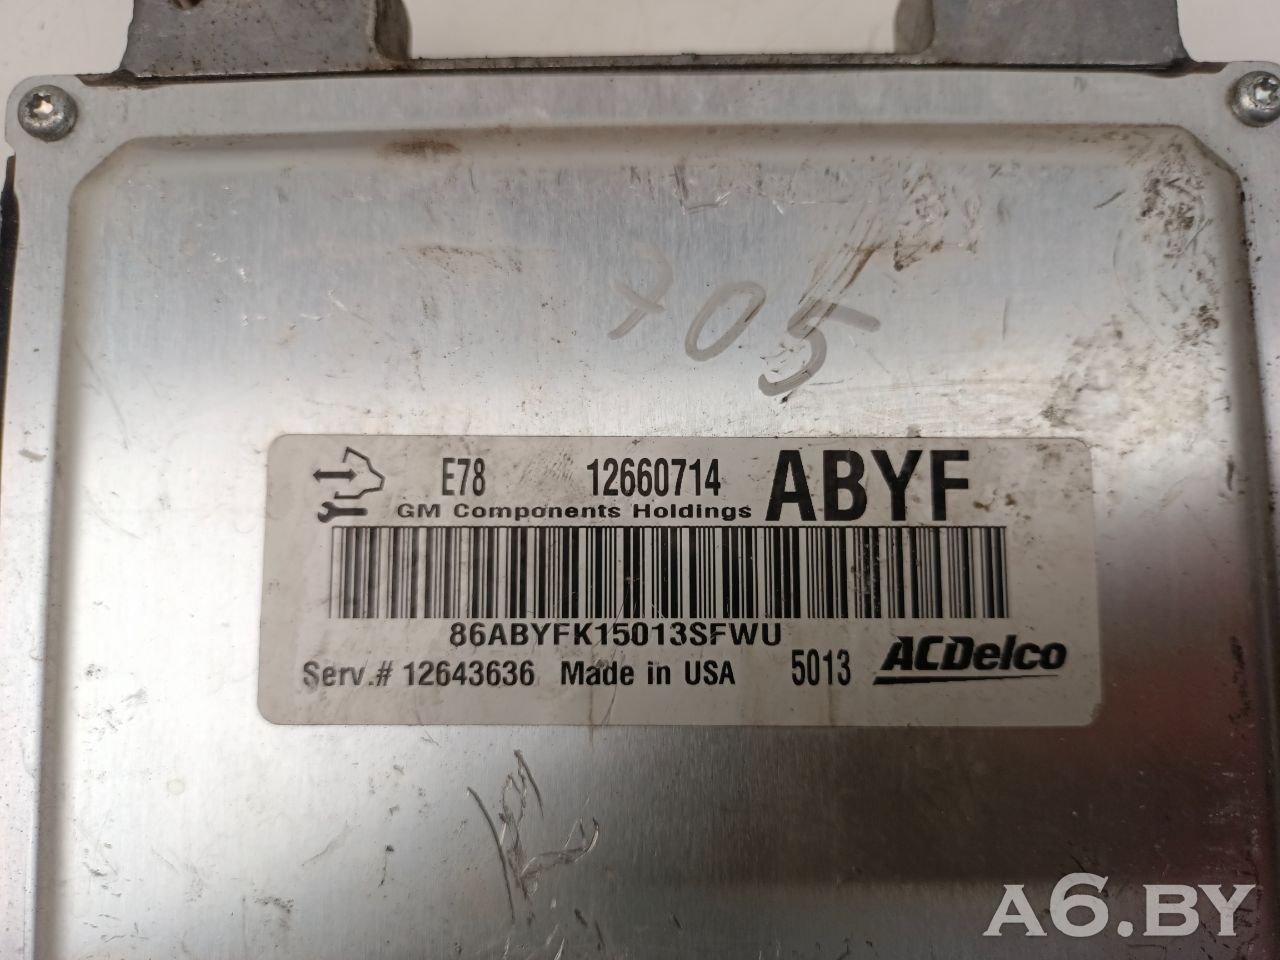 705
E78 12660714 ABYF
GM Components Holdings
86ABYFK15013SFWU
Serv.# 12643636 Made in USA 5013 ACDelco
A6.BY